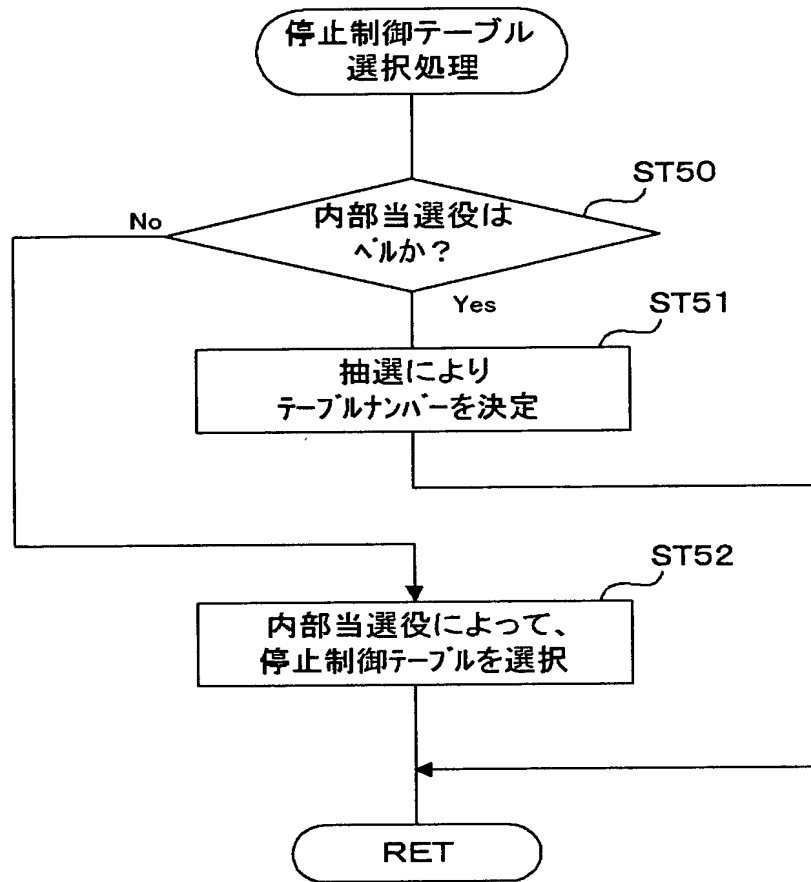 停止制御テーブル
選択処理
ST50
内部当選役は
ベルか？
No
Yes
ST51
抽選により
テーブルナンバーを決定
ST52
内部当選役によって、
停止制御テーブルを選択
RET